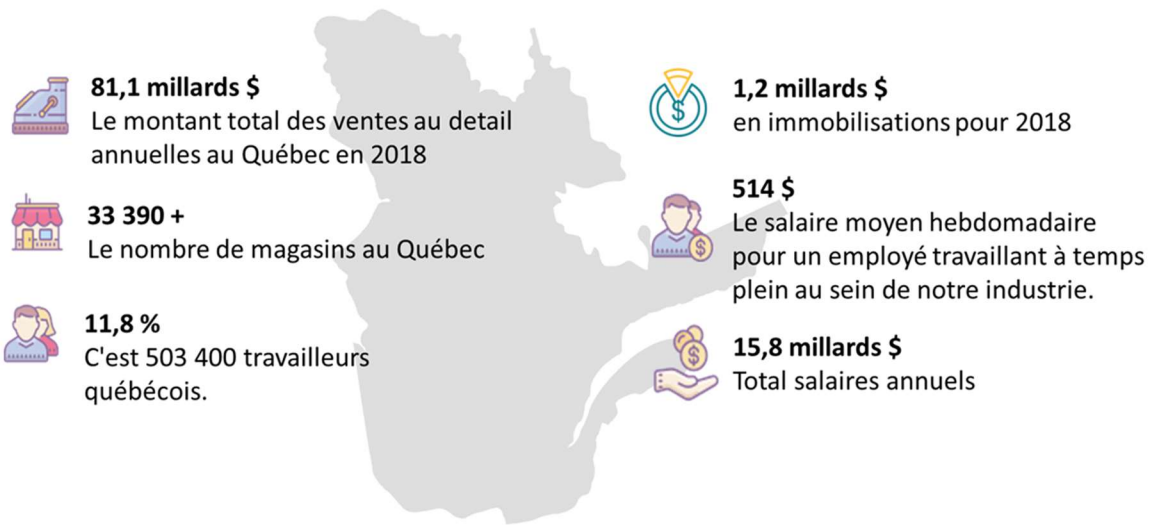 81,1 millards $
Le montant total des ventes au detail
annuelles au Québec en 2018
33 390 +
Le nombre de magasins au Québec
11,8 %
C'est 503 400 travailleurs
québécois.
1,2 millards $
en immobilisations pour 2018
514 $
Le salaire moyen hebdomadaire
pour un employé travaillant à temps
plein au sein de notre industrie.
15,8 millards $
Total salaires annuels